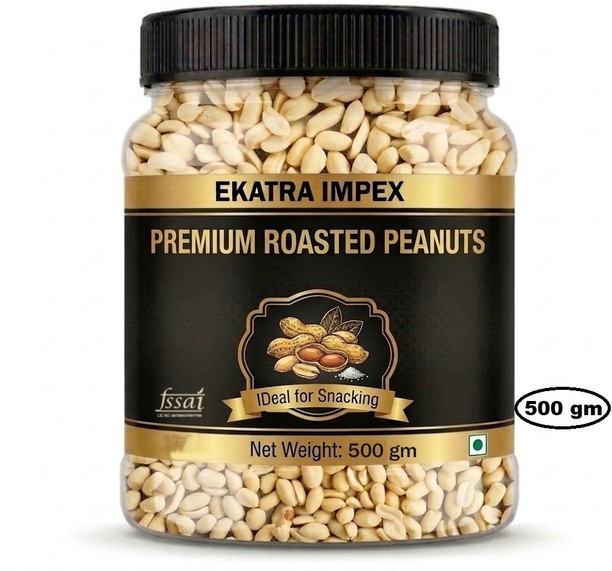 EKATRA IMPEX
PREMIUM ROASTED PEANUTS
IDeal for Snacking
fssai
500 gm
Net Weight: 500 gm